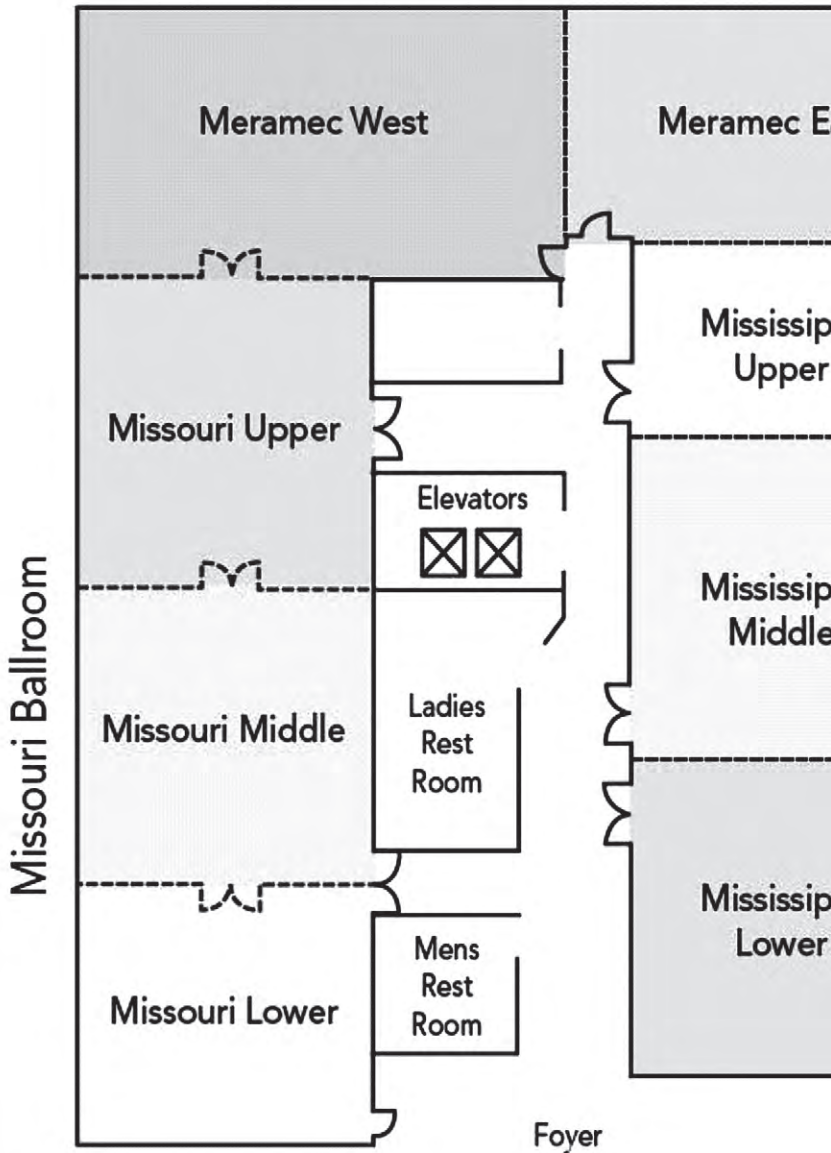 Meramec West
Meramec E
Mississip
Upper
Missouri Upper
Elevators
Mississip
Middle
Missouri Ballroom
Missouri Middle
Ladies
Rest
Room
Mississip
Lower
Mens
Rest
Room
Missouri Lower
Foyer